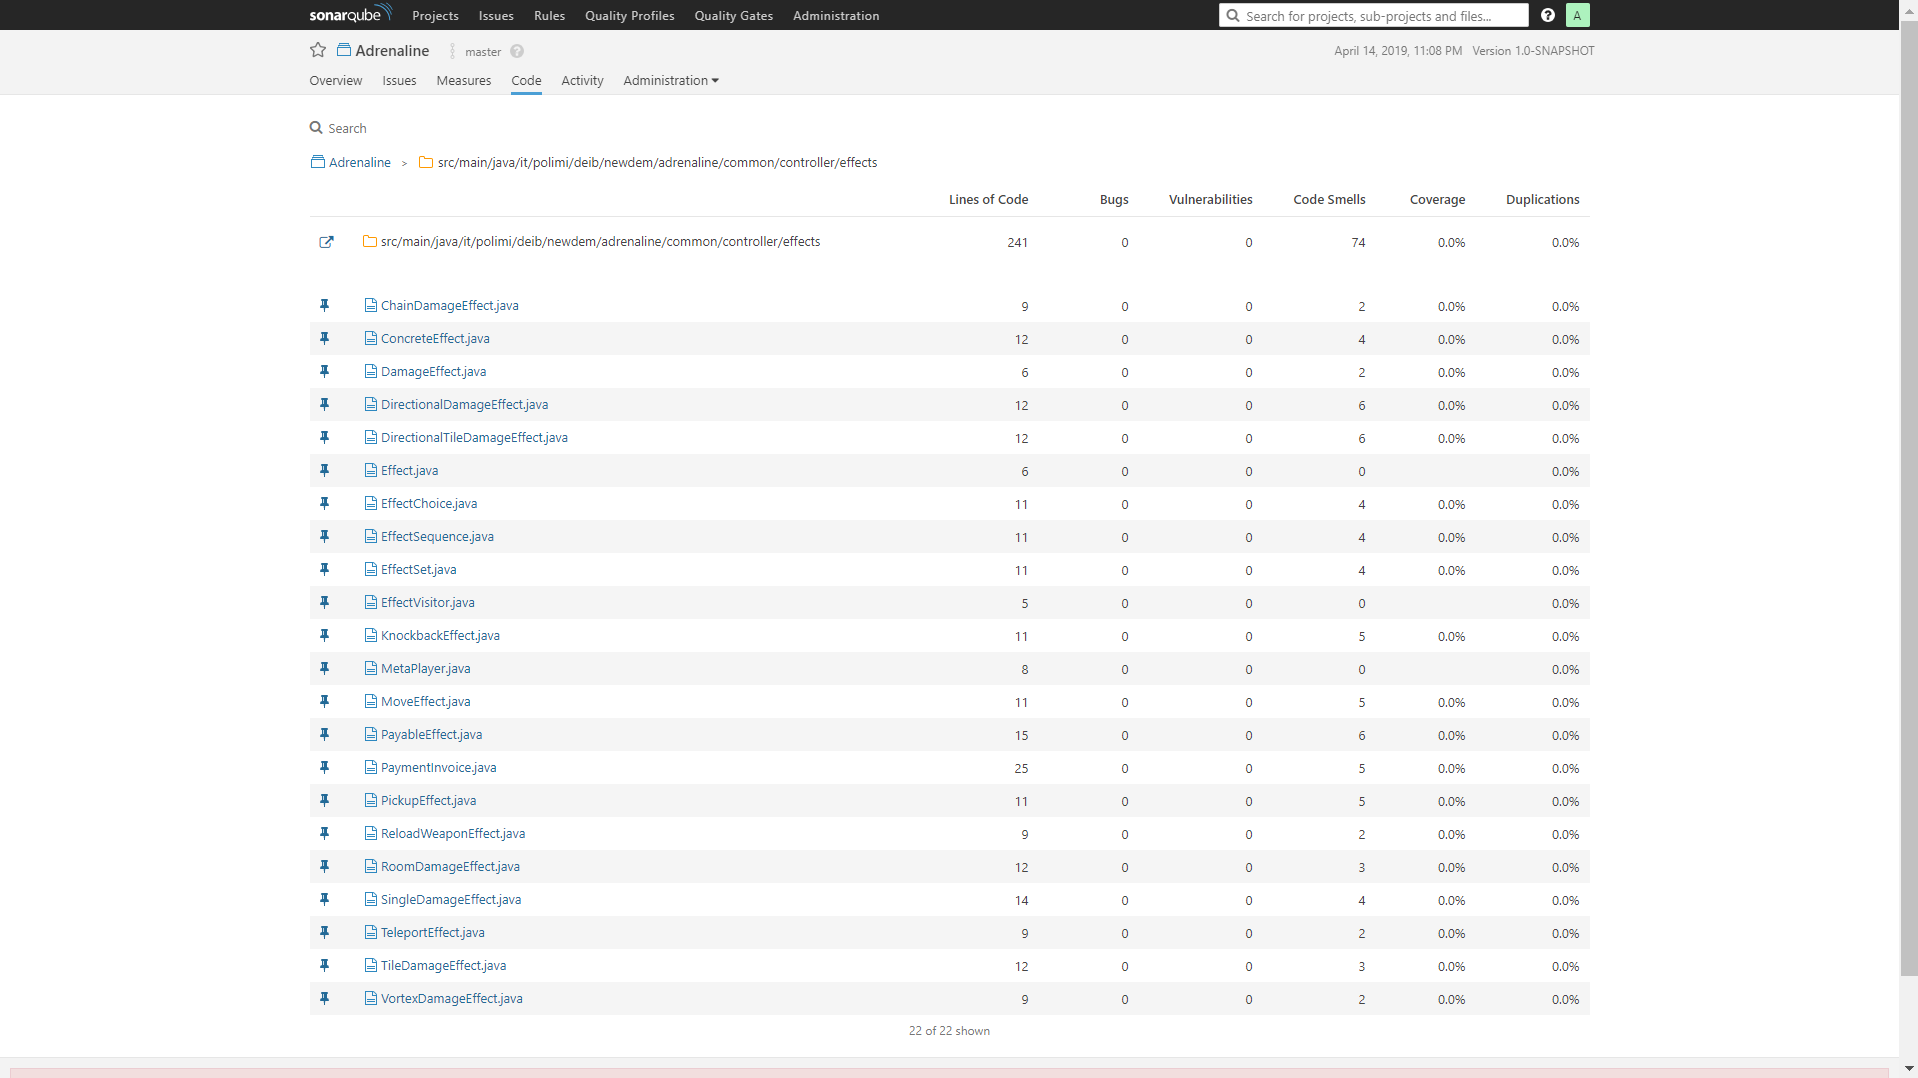 sonarqube Projects Issues Rules Quality Profiles Quality Gates Administration Search for projects, sub-projects and files... ? A
Adrenaline master ? April 14, 2019, 11:08 PM Version 1.0-SNAPSHOT
Overview Issues Measures Code Activity Administration
Search
Adrenaline > src/main/java/it/polimi/deib/newdem/adrenaline/common/controller/effects
Lines of Code Bugs Vulnerabilities Code Smells Coverage Duplications
src/main/java/it/polimi/deib/newdem/adrenaline/common/controller/effects 241 0 0 74 0.0% 0.0%
ChainDamageEffect.java 9 0 0 2 0.0% 0.0%
ConcreteEffect.java 12 0 0 4 0.0% 0.0%
DamageEffect.java 6 0 0 2 0.0% 0.0%
DirectionalDamageEffect.java 12 0 0 6 0.0% 0.0%
DirectionalTileDamageEffect.java 12 0 0 6 0.0% 0.0%
Effect.java 6 0 0 0 0.0%
EffectChoice.java 11 0 0 4 0.0% 0.0%
EffectSequence.java 11 0 0 4 0.0% 0.0%
EffectSet.java 11 0 0 4 0.0% 0.0%
EffectVisitor.java 5 0 0 0 0.0%
KnockbackEffect.java 11 0 0 5 0.0% 0.0%
MetaPlayer.java 8 0 0 0 0.0%
MoveEffect.java 11 0 0 5 0.0% 0.0%
PayableEffect.java 15 0 0 6 0.0% 0.0%
PaymentInvoice.java 25 0 0 5 0.0% 0.0%
PickupEffect.java 11 0 0 5 0.0% 0.0%
ReloadWeaponEffect.java 9 0 0 2 0.0% 0.0%
RoomDamageEffect.java 12 0 0 3 0.0% 0.0%
SingleDamageEffect.java 14 0 0 4 0.0% 0.0%
TeleportEffect.java 9 0 0 2 0.0% 0.0%
TileDamageEffect.java 12 0 0 3 0.0% 0.0%
VortexDamageEffect.java 9 0 0 2 0.0% 0.0%
22 of 22 shown